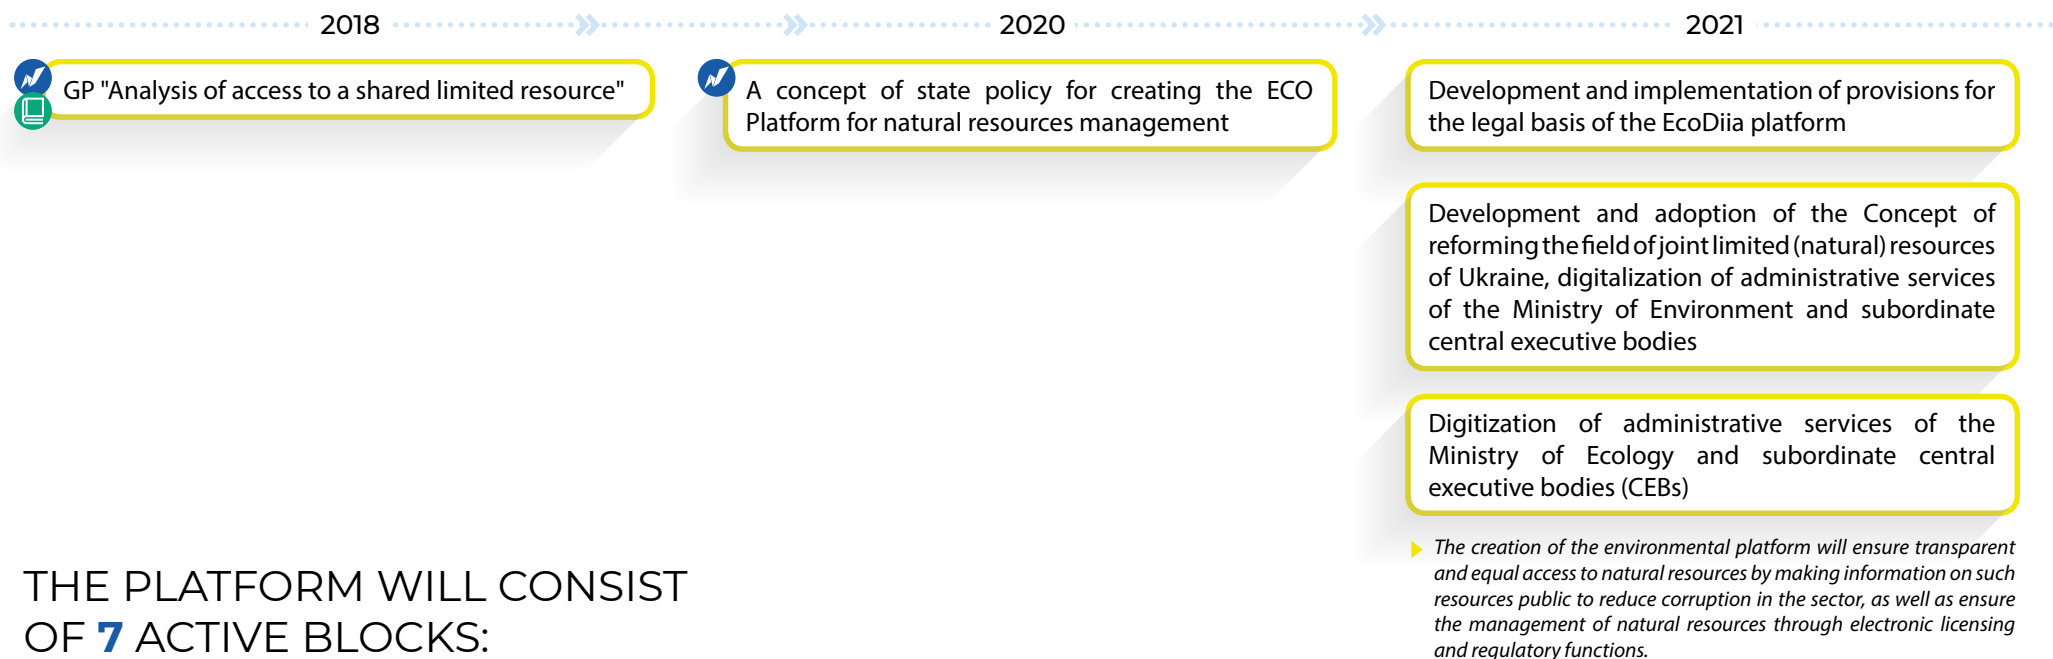 2018
2020
2021
GP "Analysis of access to a shared limited resource"
A concept of state policy for creating the ECO
Platform for natural resources management
Development and implementation of provisions for
the legal basis of the EcoDiia platform
Development and adoption of the Concept of
reforming the field of joint limited (natural) resources
of Ukraine, digitalization of administrative services
of the Ministry of Environment and subordinate
central executive bodies
Digitization of administrative services of the
Ministry of Ecology and subordinate central
executive bodies (CEBs)
The creation of the environmental platform will ensure transparent
and equal access to natural resources by making information on such
resources public to reduce corruption in the sector, as well as ensure
the management of natural resources through electronic licensing
and regulatory functions.
THE PLATFORM WILL CONSIST
OF 7 ACTIVE BLOCKS: